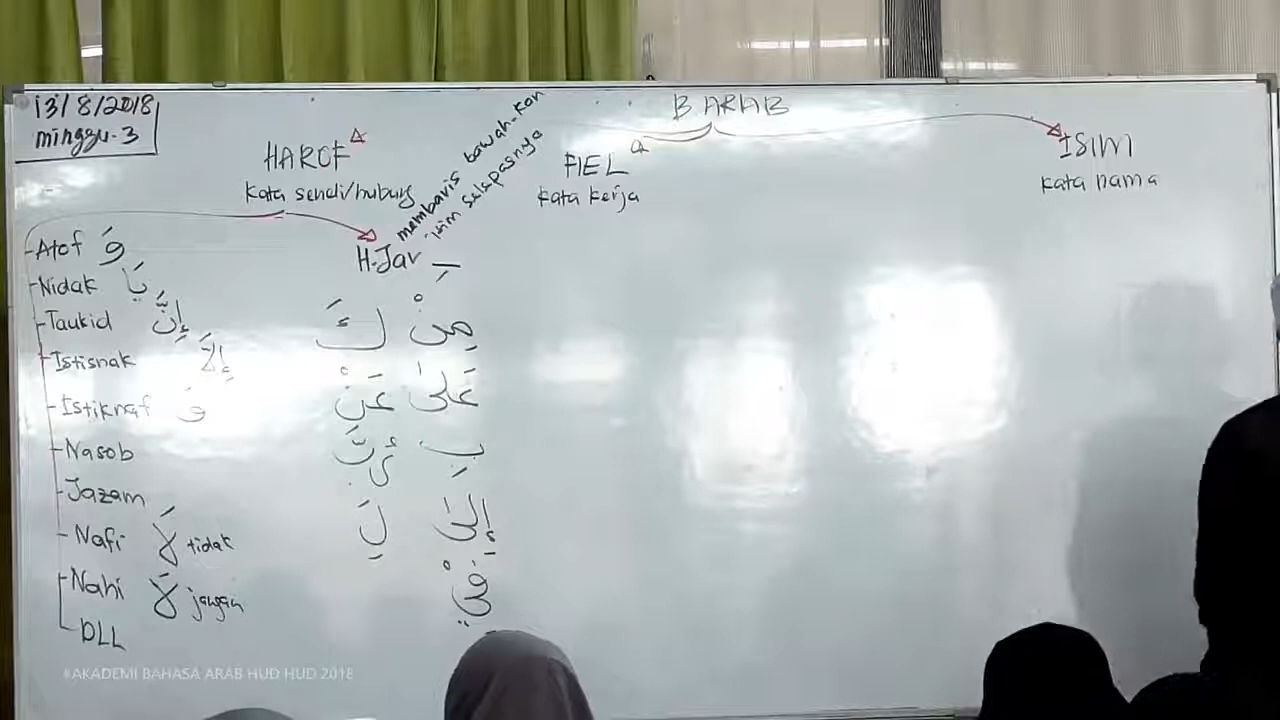 13/8/2018
minggu-3
B ARAB
HAROF
kata sendi/hubung
FIEL
kata kerja
ISIM
kata nama
membaris bawah-kan
isim selepasnya
H.Jar
-Atof وَ
-Nidak يَا
-Taukid إِنَّ
-Istisnak إِلَّا
-Istiknaf وَ
-Nasob
-Jazam
-Nafi لَا tidak
-Nahi لَا jangan
-DLL
مِنْ كَ
عَلَىٰ عَنْ
بِ رُبَّ
إِلَىٰ لِ
فِيْ
#AKADEMI BAHASA ARAB HUD HUD 2018